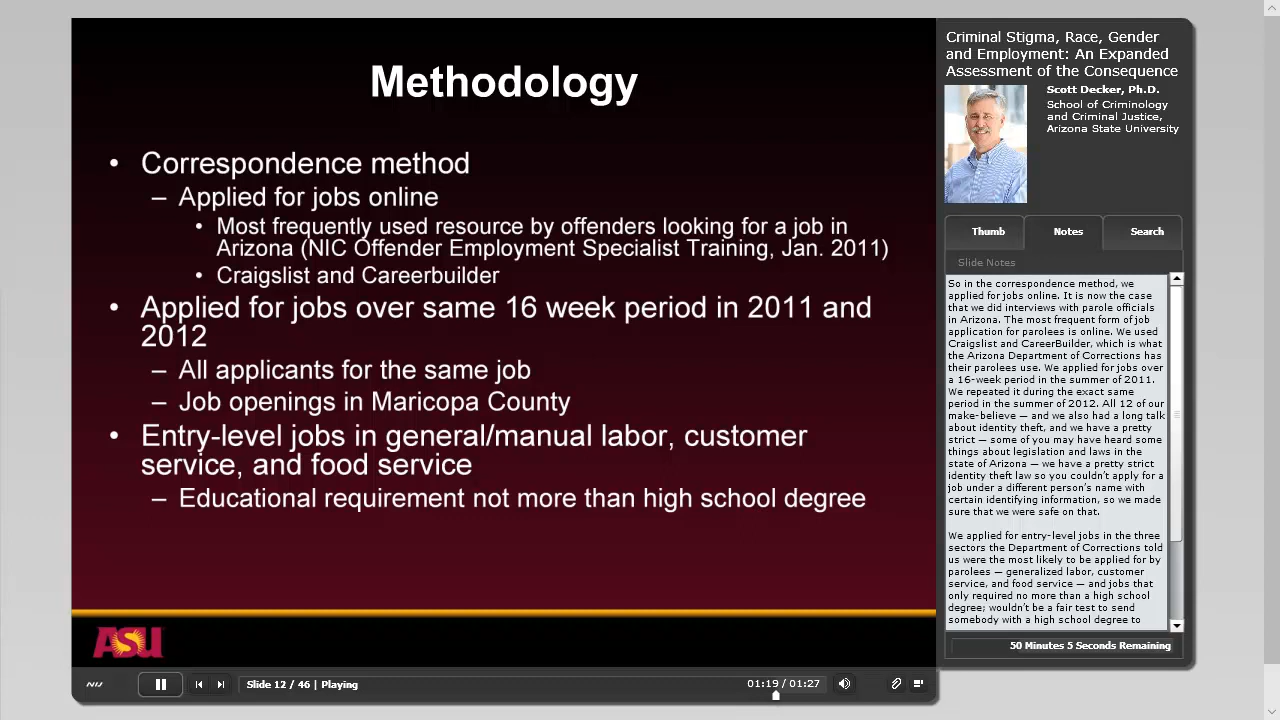 Methodology
• Correspondence method
– Applied for jobs online
• Most frequently used resource by offenders looking for a job in
Arizona (NIC Offender Employment Specialist Training, Jan. 2011)
• Craigslist and Careerbuilder
• Applied for jobs over same 16 week period in 2011 and
2012
– All applicants for the same job
– Job openings in Maricopa County
• Entry-level jobs in general/manual labor, customer
service, and food service
– Educational requirement not more than high school degree
ASU
Slide 12 / 46 | Playing
01:19 / 01:27
Criminal Stigma, Race, Gender
and Employment: An Expanded
Assessment of the Consequence
Scott Decker, Ph.D.
School of Criminology
and Criminal Justice,
Arizona State University
Thumb
Notes
Search
Slide Notes
So in the correspondence method, we
applied for jobs online. It is now the case
that we did interviews with parole officials
in Arizona. The most frequent form of job
application for parolees is online. We used
Craigslist and CareerBuilder, which is what
the Arizona Department of Corrections has
their parolees use. We applied for jobs over
a 16-week period in the summer of 2011.
We repeated it during the exact same
period in the summer of 2012. All 12 of our
make-believe — and we also had a long talk
about identity theft, and we have a pretty
strict — some of you may have heard some
things about legislation and laws in the
state of Arizona — we have a pretty strict
identity theft law so you couldn't apply for a
job under a different person's name with
certain identifying information, so we made
sure that we were safe on that.
We applied for entry-level jobs in the three
sectors the Department of Corrections told
us were the most likely to be applied for by
parolees — generalized labor, customer
service, and food service — and jobs that
only required no more than a high school
degree; wouldn't be a fair test to send
somebody with a high school degree to
50 Minutes 5 Seconds Remaining